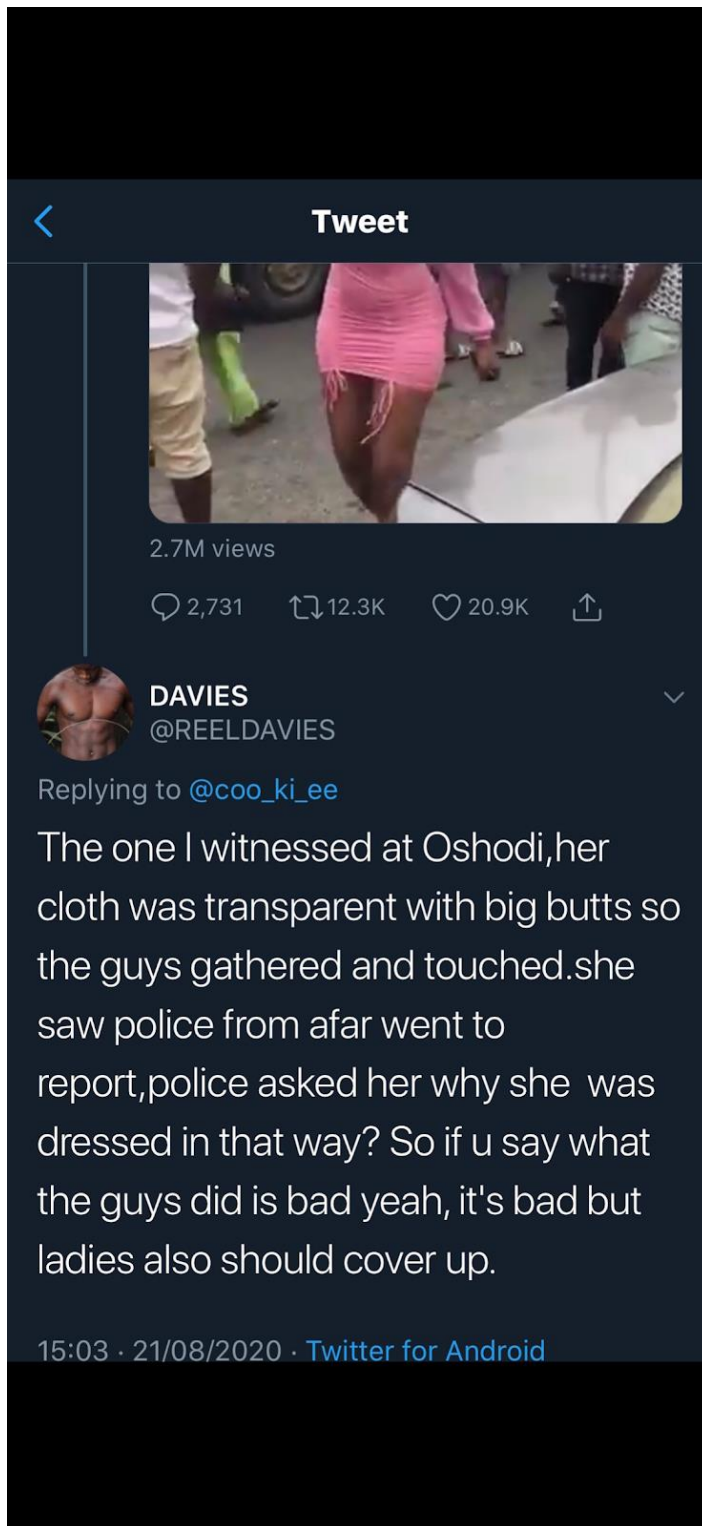 Tweet
2.7M views
2,731 12.3K 20.9K
DAVIES
@REELDAVIES
Replying to @coo_ki_ee
The one I witnessed at Oshodi,her
cloth was transparent with big butts so
the guys gathered and touched.she
saw police from afar went to
report,police asked her why she  was
dressed in that way? So if u say what
the guys did is bad yeah, it's bad but
ladies also should cover up.
15:03 · 21/08/2020 · Twitter for Android